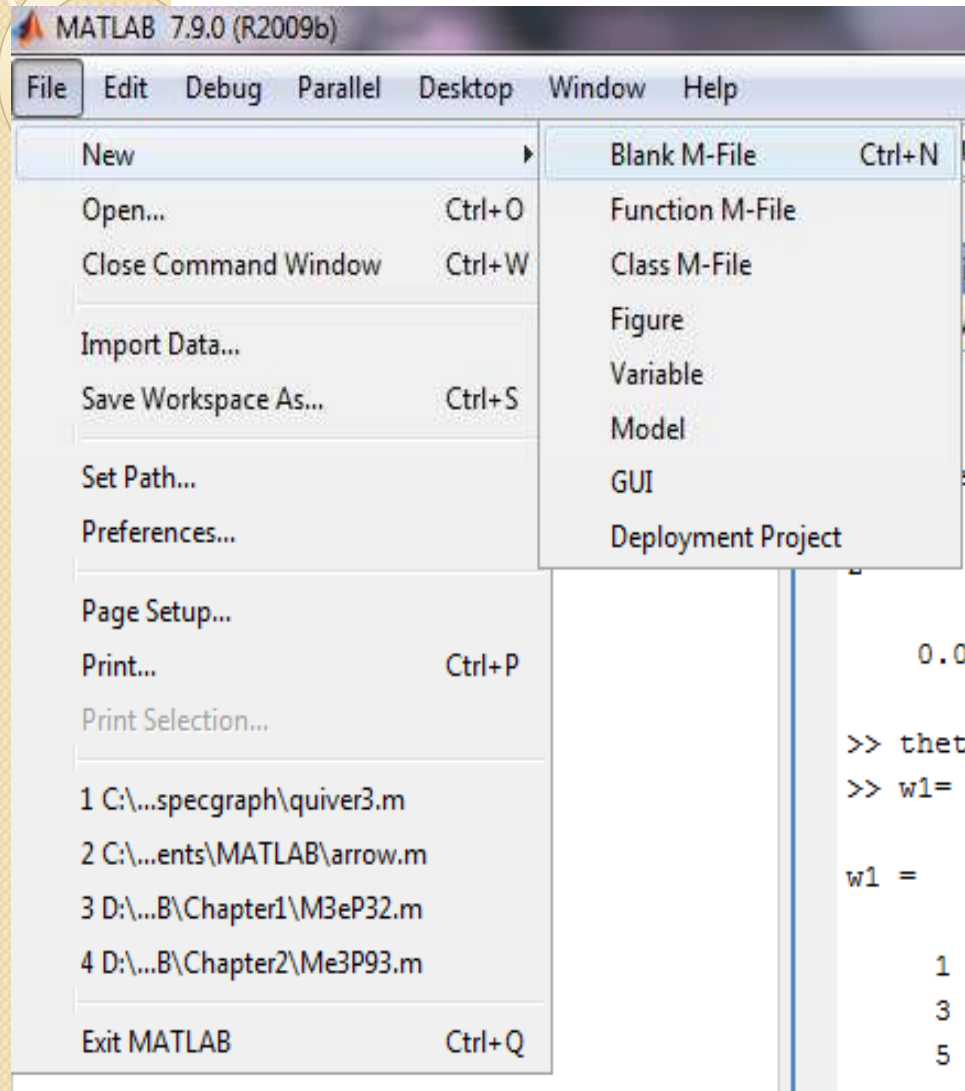 MATLAB 7.9.0 (R2009b)
File Edit Debug Parallel Desktop Window Help
New
Open... Ctrl+O
Close Command Window Ctrl+W
Import Data...
Save Workspace As... Ctrl+S
Set Path...
Preferences...
Page Setup...
Print... Ctrl+P
Print Selection...
1 C:\...specgraph\quiver3.m
2 C:\...ents\MATLAB\arrow.m
3 D:\...B\Chapter1\M3eP32.m
4 D:\...B\Chapter2\Me3P93.m
Exit MATLAB Ctrl+Q
Blank M-File Ctrl+N
Function M-File
Class M-File
Figure
Variable
Model
GUI
Deployment Project
0.0
>> thet
>> w1=
w1 =
1
3
5